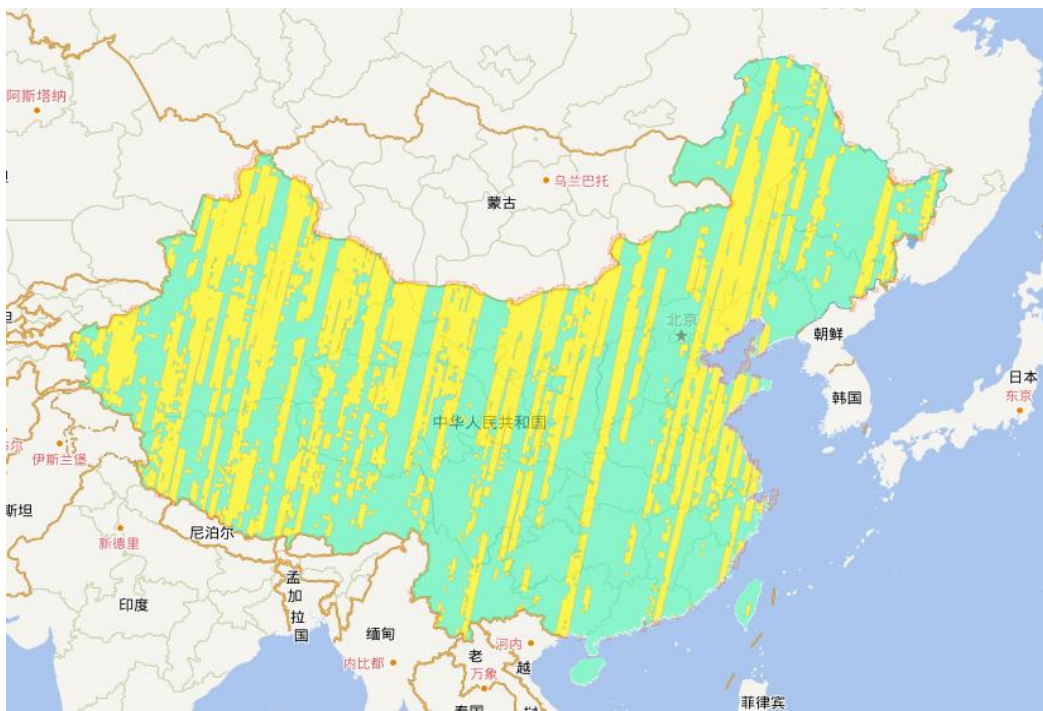 阿斯塔纳
乌兰巴托
蒙古
北京
朝鲜
日本
韩国
东京
中华人民共和国
伊斯兰堡
斯坦
尼泊尔
新德里
孟
加
拉
国
印度
缅甸
河内
老
越
内比都
万象
菲律宾